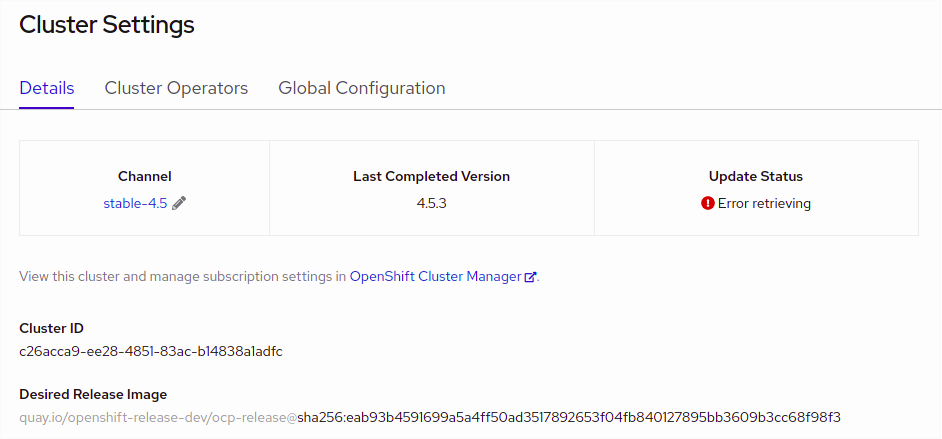 Cluster Settings
Details Cluster Operators Global Configuration
Channel Last Completed Version Update Status
stable-4.5 4.5.3 Error retrieving
View this cluster and manage subscription settings in OpenShift Cluster Manager.
Cluster ID
c26acca9-ee28-4851-83ac-b14838a1adfc
Desired Release Image
quay.io/openshift-release-dev/ocp-release@sha256:eab93b4591699a5a4ff50ad3517892653f04fb840127895bb3609b3cc68f98f3